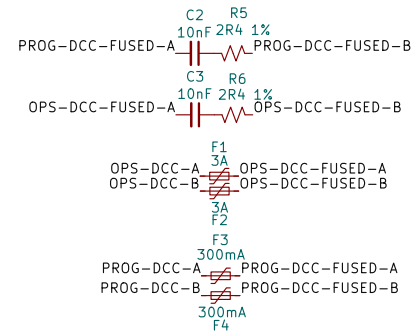 C2 R5
10nF 2R4 1%
PROG-DCC-FUSED-A PROG-DCC-FUSED-B
C3 R6
10nF 2R4 1%
OPS-DCC-FUSED-A OPS-DCC-FUSED-B
F1
3A
OPS-DCC-A OPS-DCC-FUSED-A
OPS-DCC-B OPS-DCC-FUSED-B
3A
F2
F3
300mA
PROG-DCC-A PROG-DCC-FUSED-A
PROG-DCC-B PROG-DCC-FUSED-B
300mA
F4